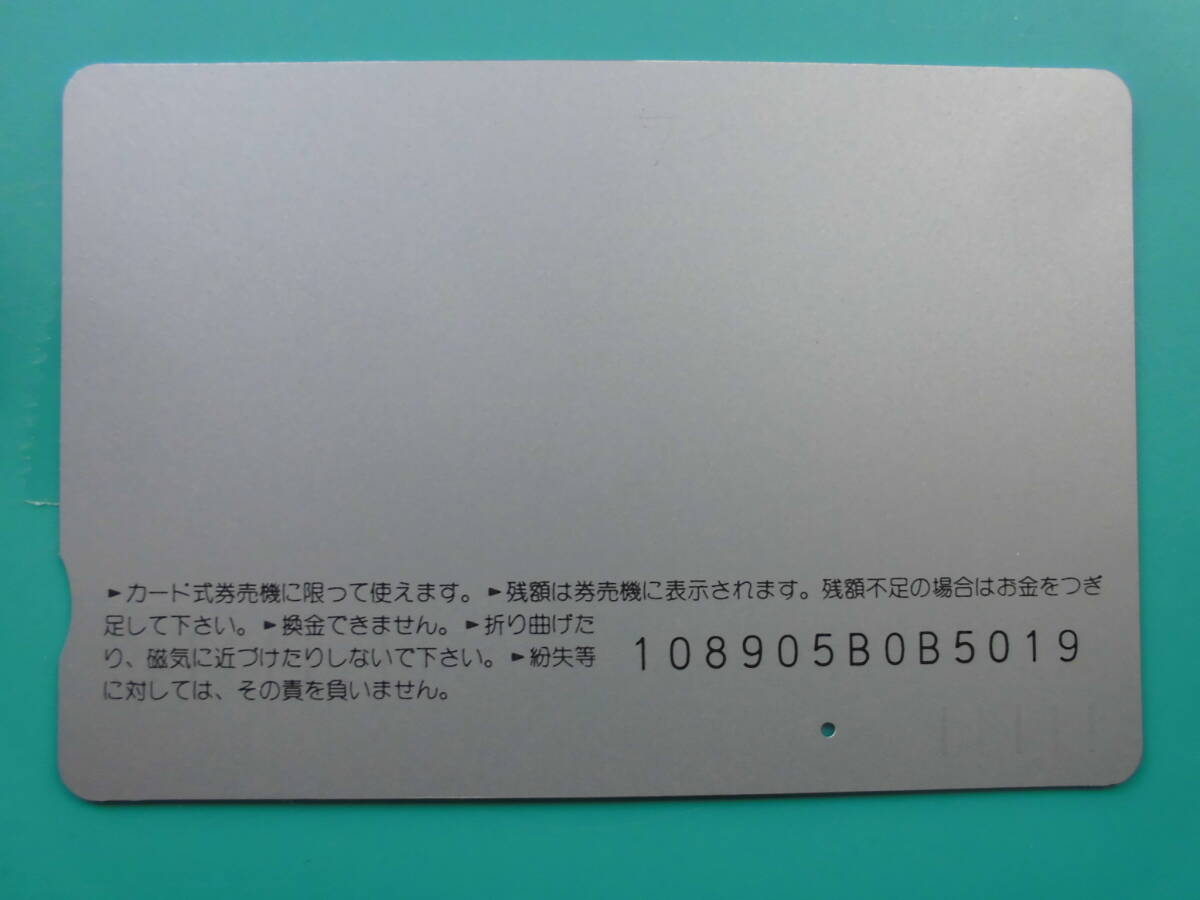 ►カード式券売機に限って使えます。►残額は券売機に表示されます。残額不足の場合はお金をつぎ
足して下さい。►換金できません。►折り曲げた
り、磁気に近づけたりしないで下さい。►紛失等
に対しては、その責を負いません。
108905B0B5019